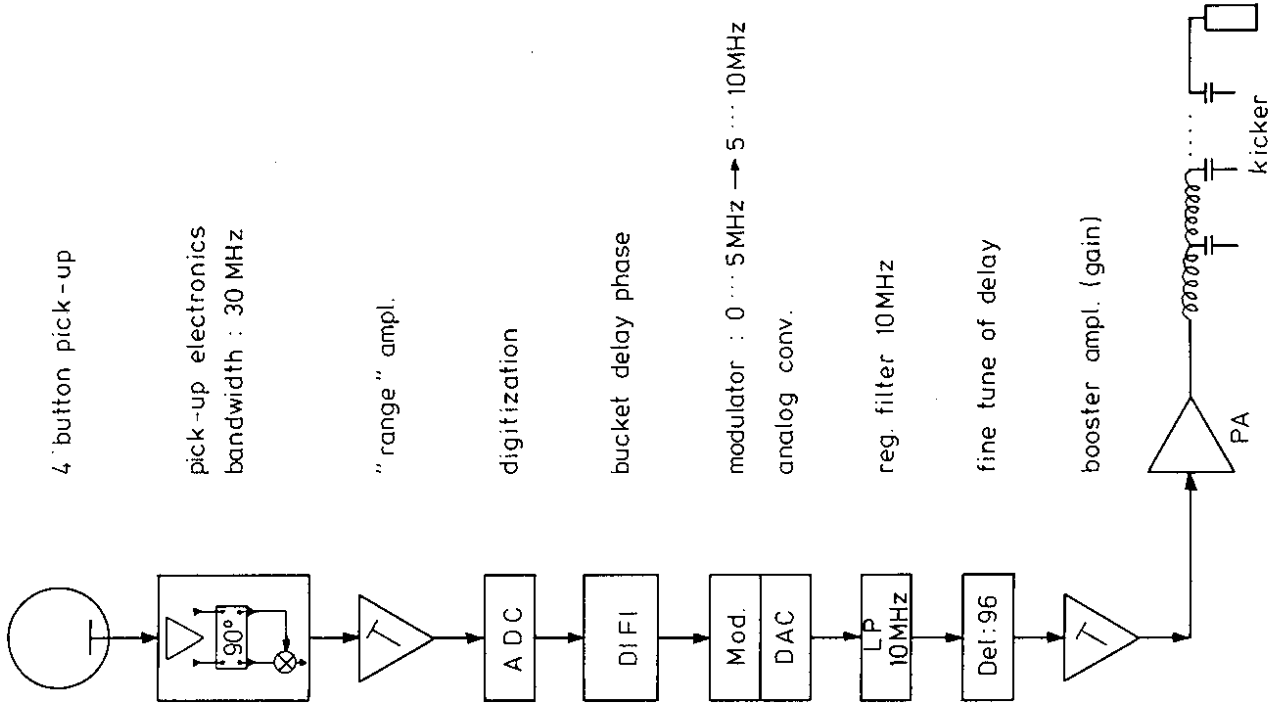 4 button pick-up
pick-up electronics
bandwidth : 30 MHz
90°
"range" ampl.
T
ADC
digitization
DIFI
bucket delay phase
Mod.
DAC
modulator : 0 ··· 5MHz → 5 ··· 10MHz
analog conv.
LP
10MHz
reg. filter 10MHz
Del:96
fine tune of delay
T
booster ampl. (gain)
PA
kicker